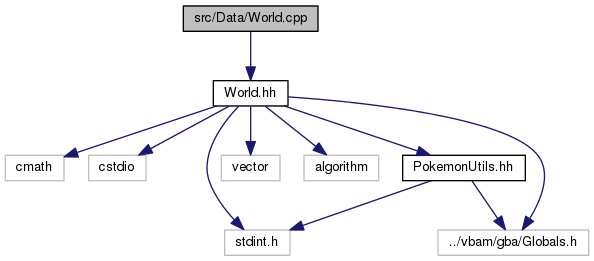 src/Data/World.cpp
World.hh
cmath
cstdio
vector
algorithm
PokemonUtils.hh
stdint.h
../vbam/gba/Globals.h